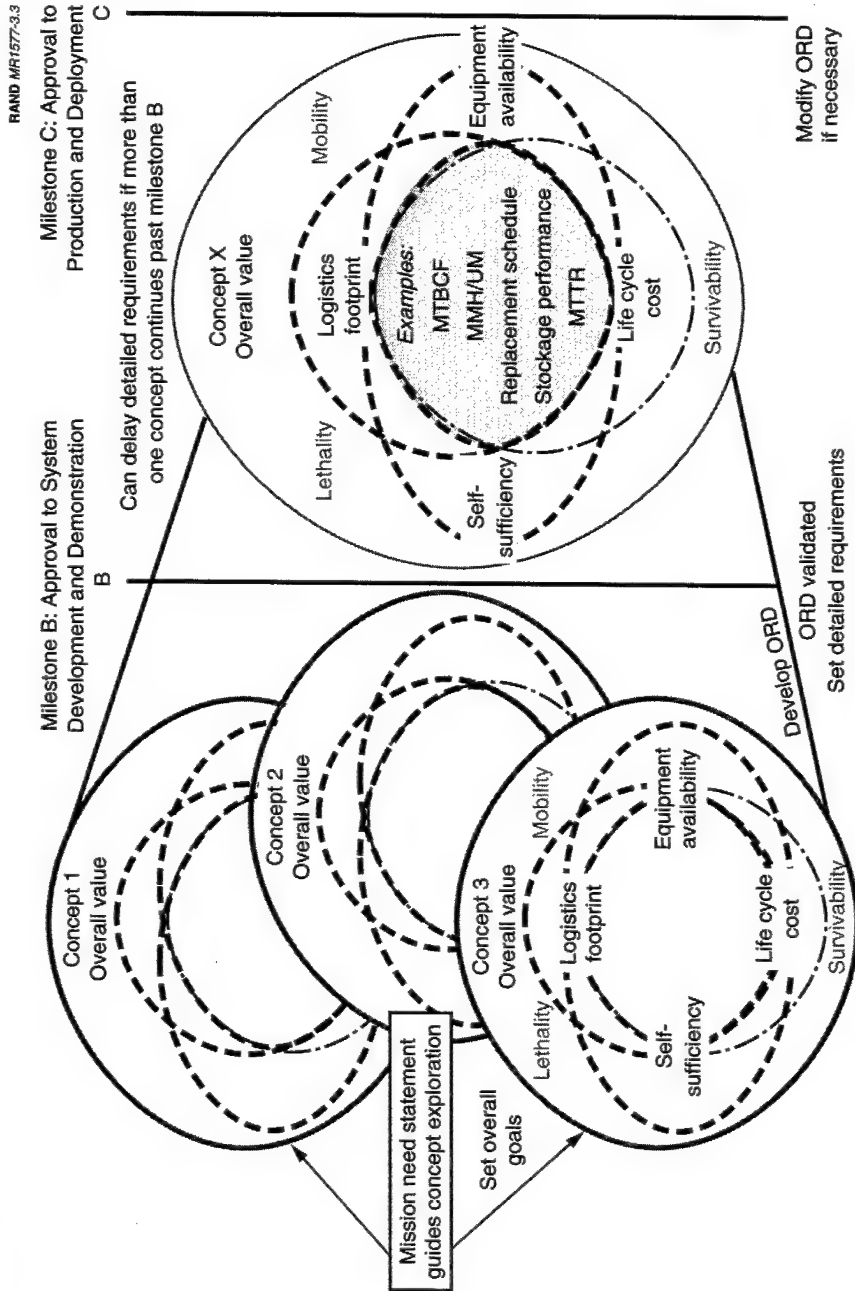 RAND MR1577-3.3
Milestone B: Approval to System
Development and Demonstration
Milestone C: Approval to
Production and Deployment
B
C
Can delay detailed requirements if more than
one concept continues past milestone B
Concept 1
Overall value
Concept 2
Overall value
Mission need statement
guides concept exploration
Set overall
goals
Concept 3
Overall value
Lethality
Mobility
Logistics
footprint
Self-
sufficiency
Equipment
availability
Life cycle
cost
Survivability
Concept X
Overall value
Lethality
Mobility
Logistics
footprint
Self-
sufficiency
Equipment
availability
Examples:
MTBCF
MMH/UM
Replacement schedule
Stockage performance
MTTR
Life cycle
cost
Survivability
Develop ORD
ORD validated
Set detailed requirements
Modify ORD
if necessary